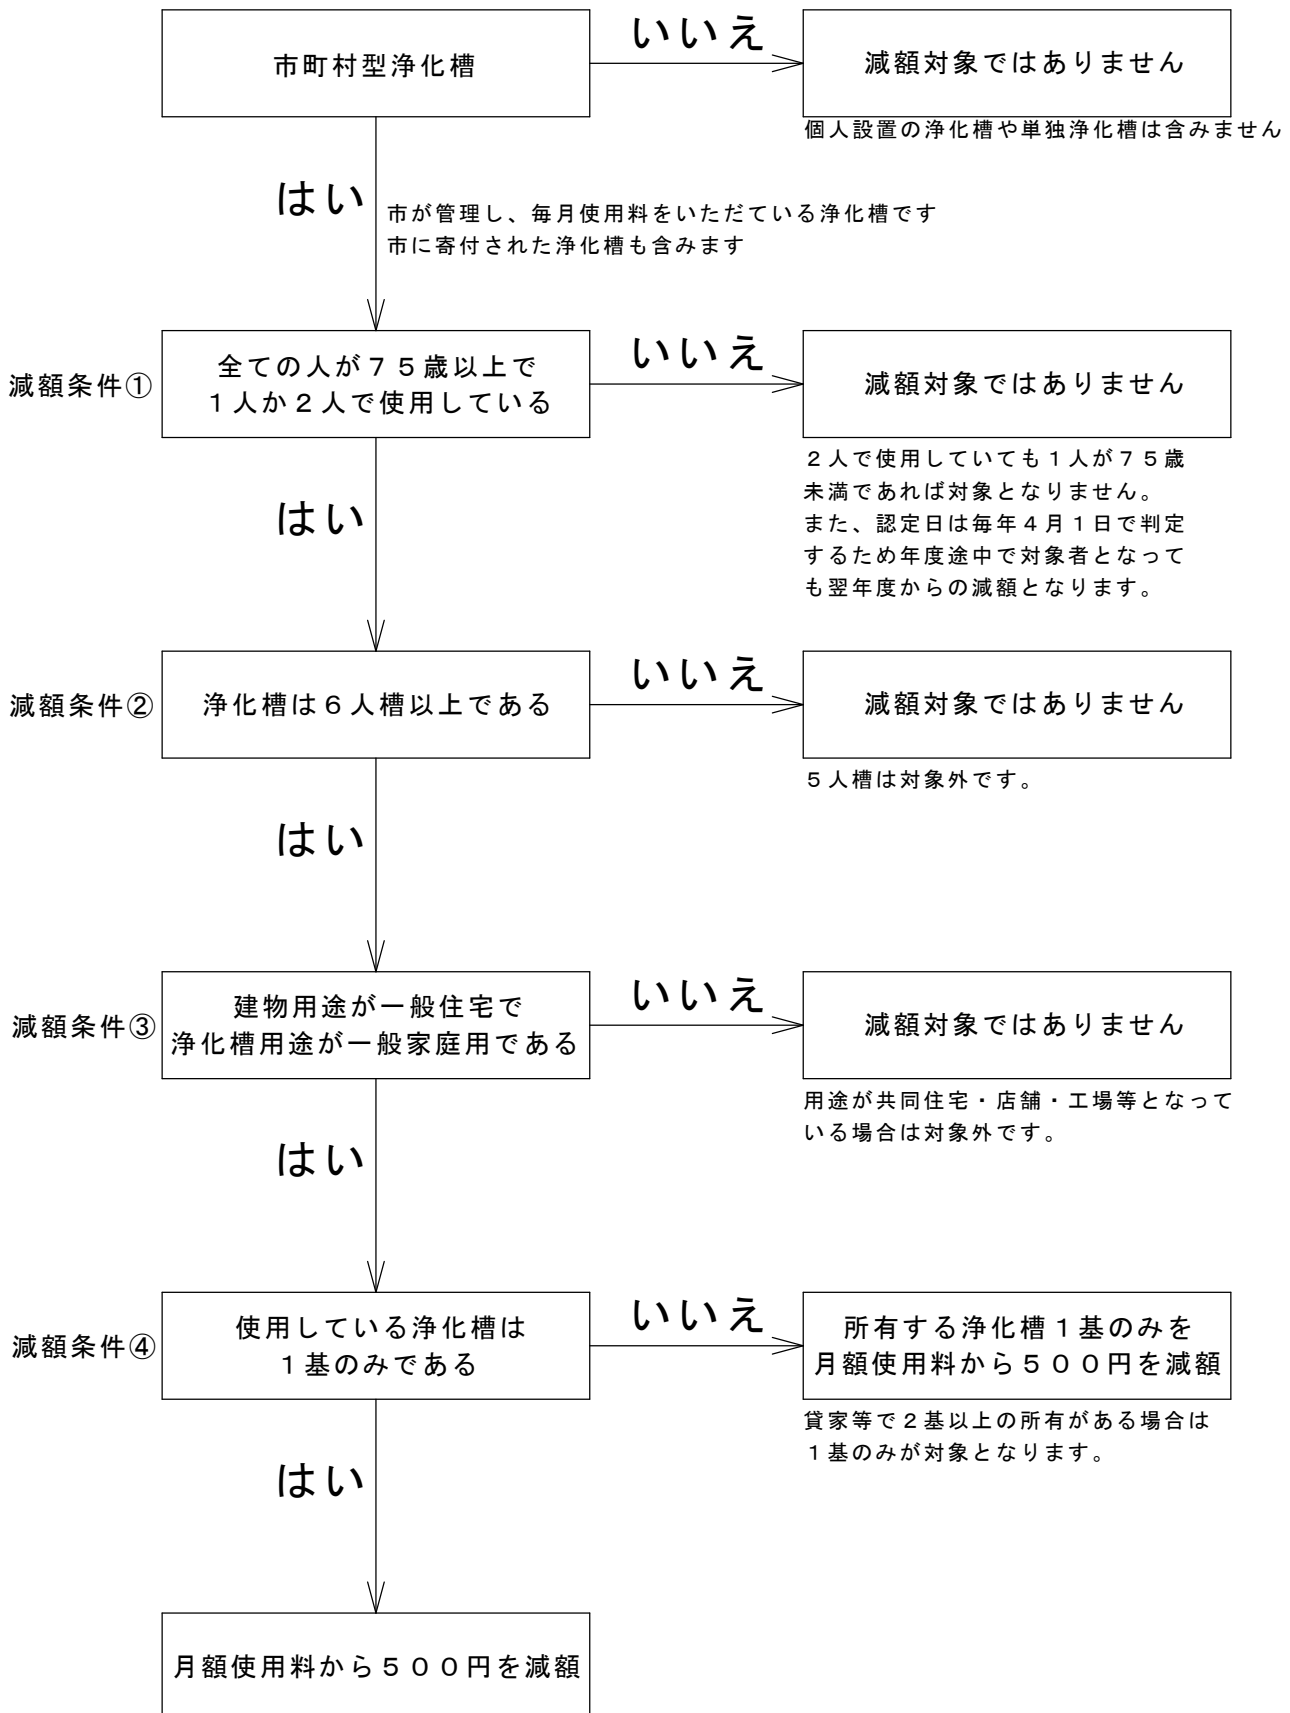 市町村型浄化槽
いいえ
減額対象ではありません
個人設置の浄化槽や単独浄化槽は含みません
はい
市が管理し、毎月使用料をいただている浄化槽です
市に寄付された浄化槽も含みます
減額条件①
全ての人が７５歳以上で
１人か２人で使用している
いいえ
減額対象ではありません
２人で使用していても１人が７５歳
未満であれば対象となりません。
また、認定日は毎年４月１日で判定
するため年度途中で対象者となって
も翌年度からの減額となります。
はい
減額条件②
浄化槽は６人槽以上である
いいえ
減額対象ではありません
５人槽は対象外です。
はい
減額条件③
建物用途が一般住宅で
浄化槽用途が一般家庭用である
いいえ
減額対象ではありません
用途が共同住宅・店舗・工場等となって
いる場合は対象外です。
はい
減額条件④
使用している浄化槽は
１基のみである
いいえ
所有する浄化槽１基のみを
月額使用料から５００円を減額
貸家等で２基以上の所有がある場合は
１基のみが対象となります。
はい
月額使用料から５００円を減額